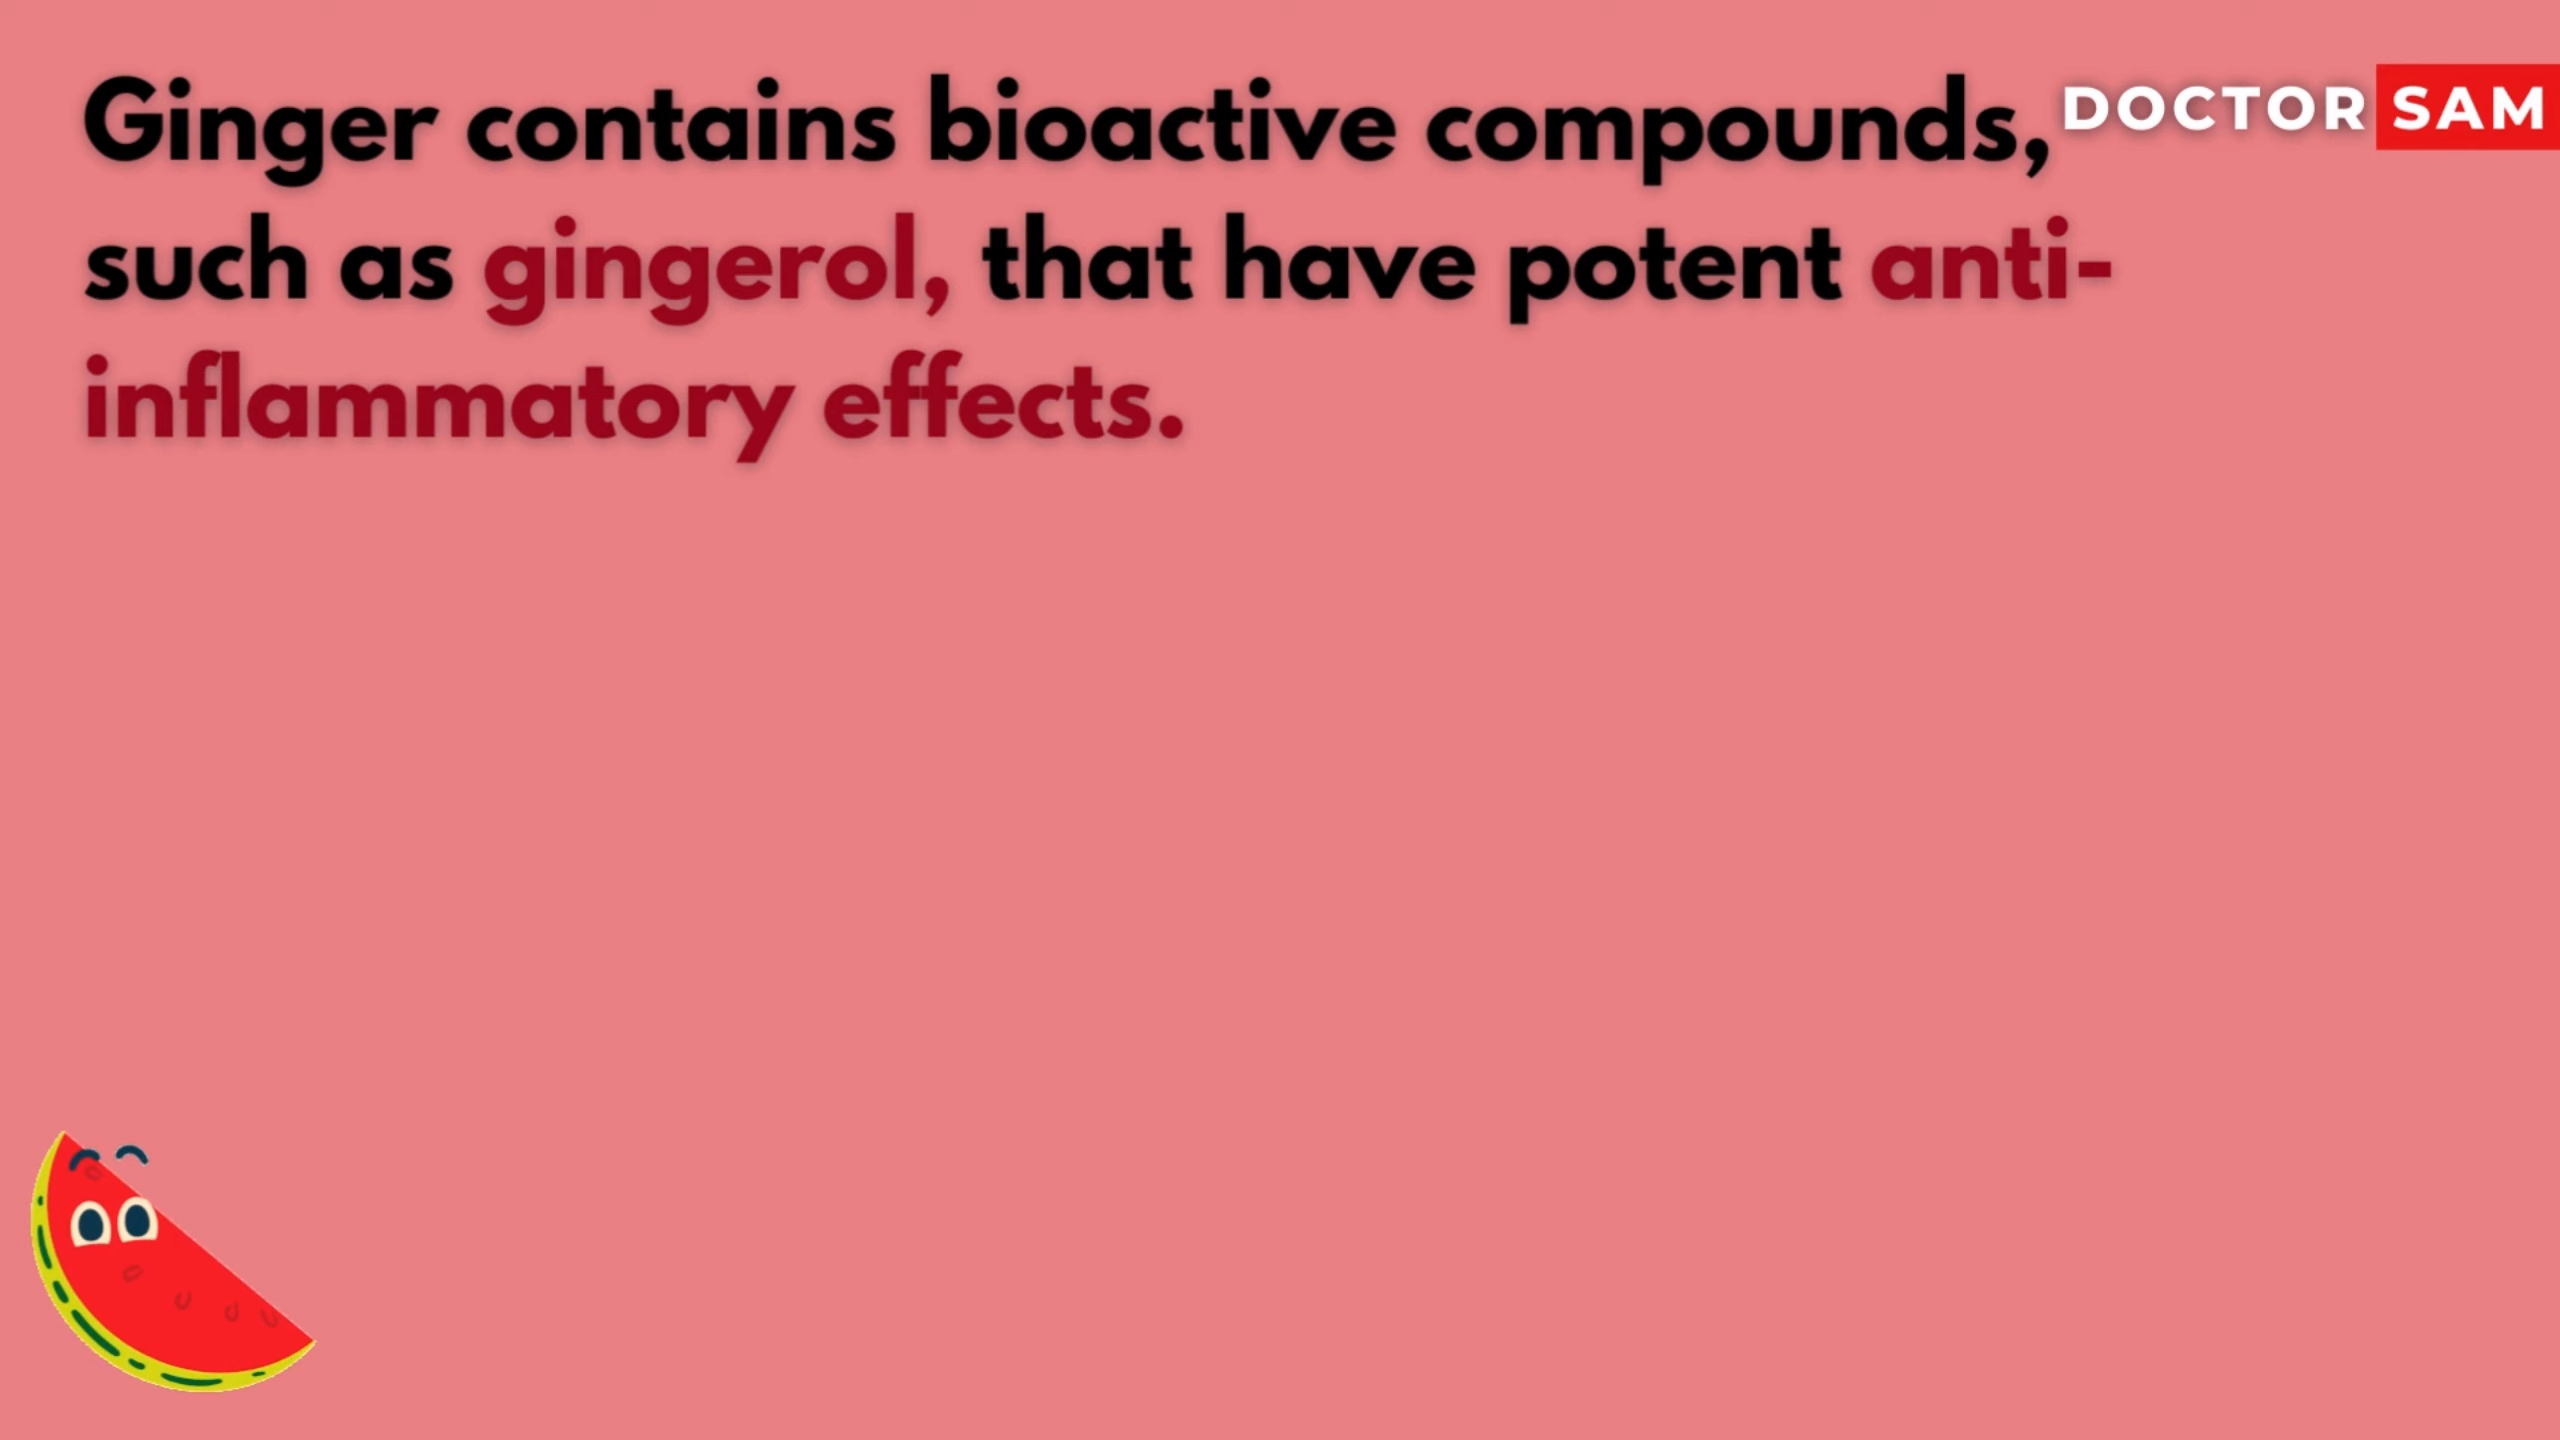 Ginger contains bioactive compounds,
DOCTOR SAM
such as gingerol, that have potent anti-
inflammatory effects.